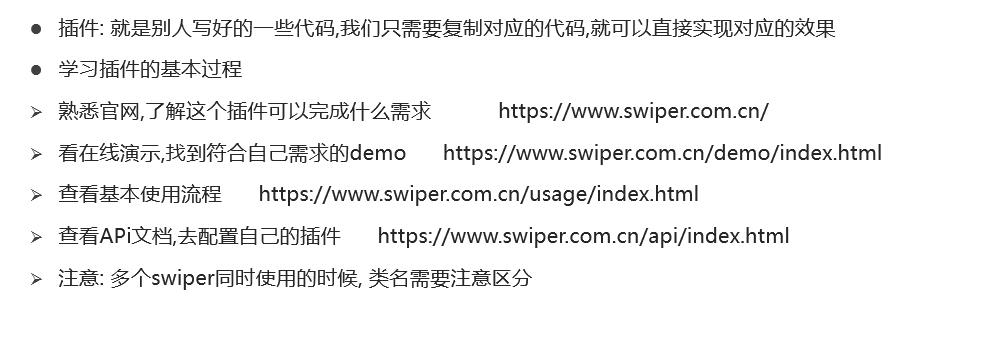 ● 插件: 就是别人写好的一些代码,我们只需要复制对应的代码,就可以直接实现对应的效果
● 学习插件的基本过程
➢ 熟悉官网,了解这个插件可以完成什么需求 https://www.swiper.com.cn/
➢ 看在线演示,找到符合自己需求的demo https://www.swiper.com.cn/demo/index.html
➢ 查看基本使用流程 https://www.swiper.com.cn/usage/index.html
➢ 查看APi文档,去配置自己的插件 https://www.swiper.com.cn/api/index.html
➢ 注意: 多个swiper同时使用的时候, 类名需要注意区分